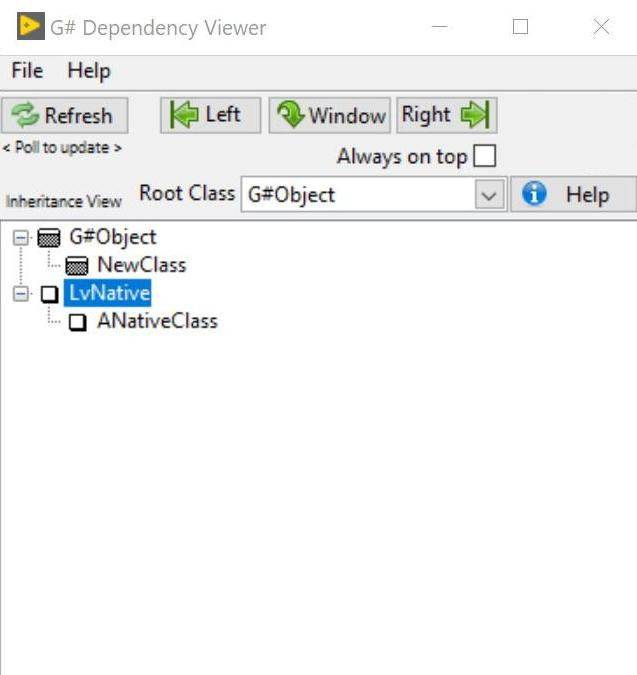 G# Dependency Viewer
File Help
Refresh Left Window Right
< Poll to update >
Always on top
Inheritance View Root Class G#Object Help
G#Object
NewClass
LvNative
ANativeClass